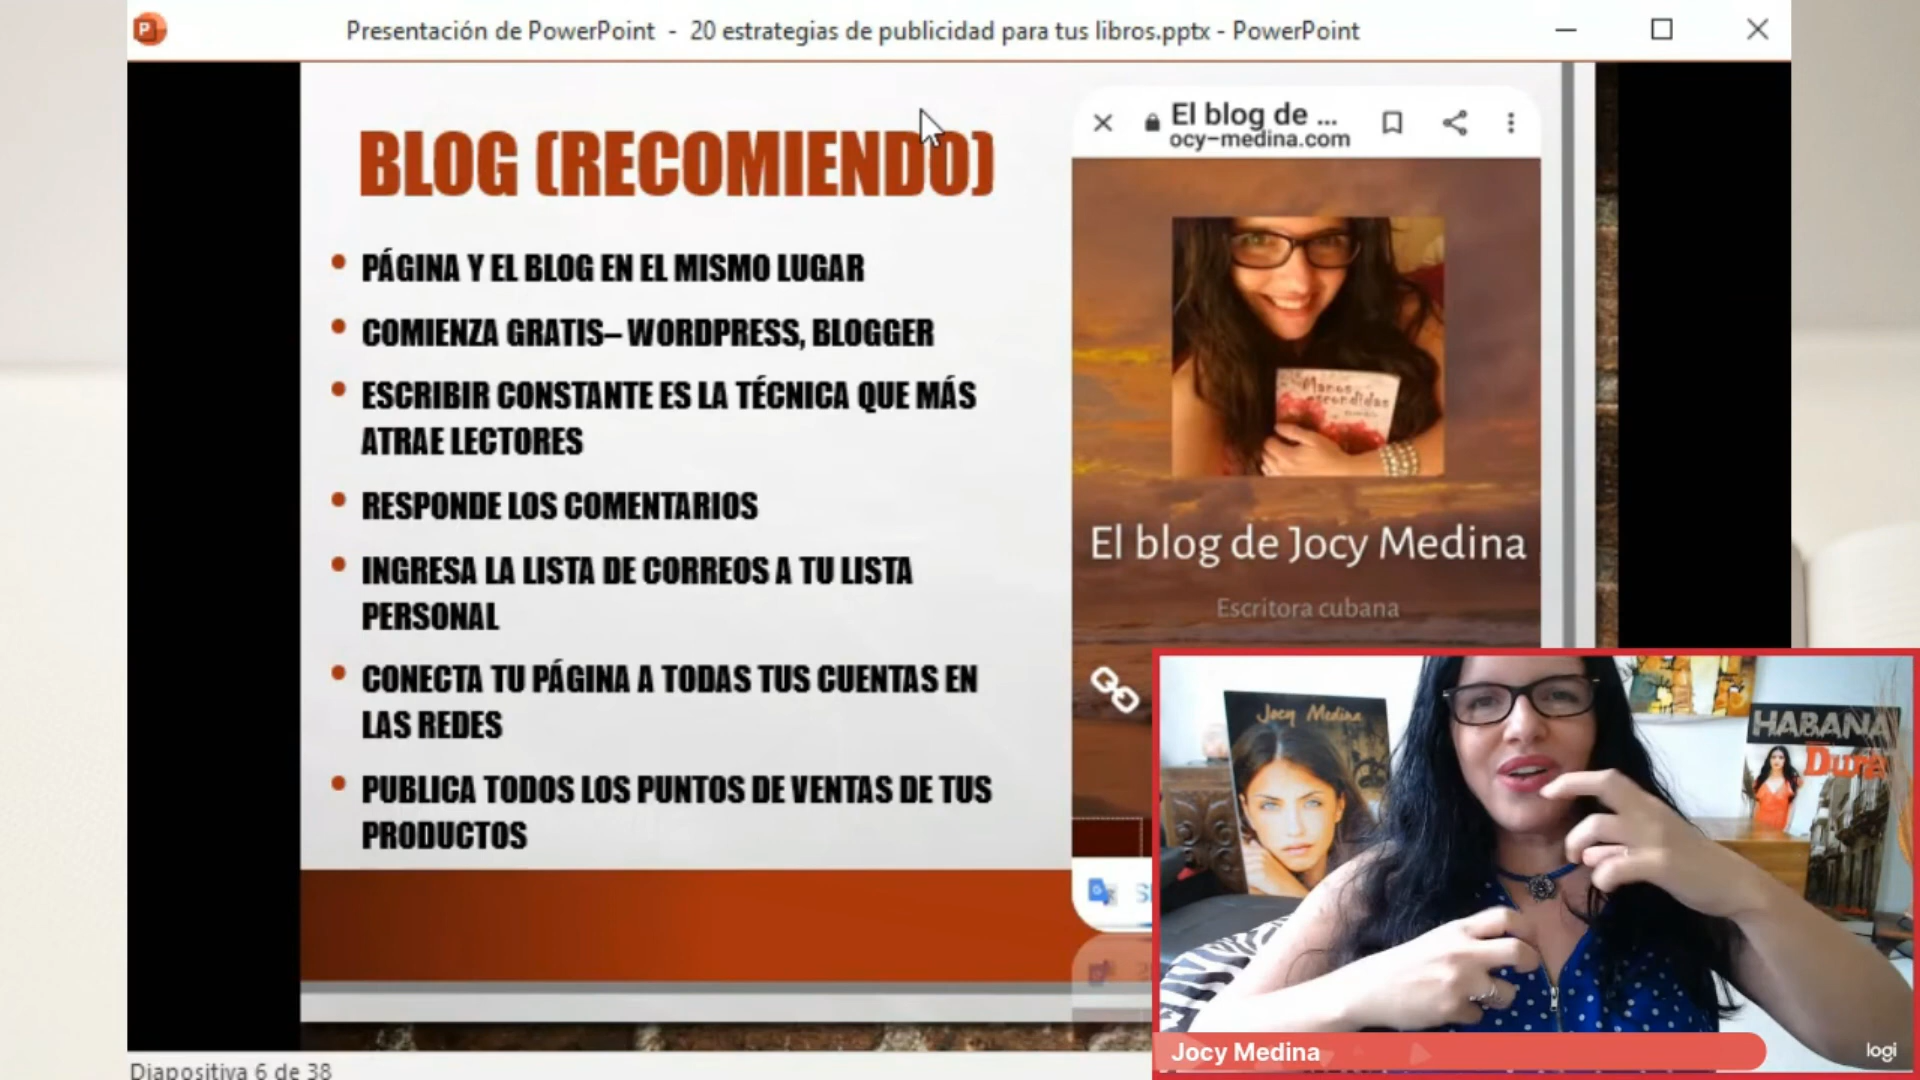 Presentación de PowerPoint - 20 estrategias de publicidad para tus libros.pptx - PowerPoint
BLOG (RECOMIENDO)
PÁGINA Y EL BLOG EN EL MISMO LUGAR
COMIENZA GRATIS– WORDPRESS, BLOGGER
ESCRIBIR CONSTANTE ES LA TÉCNICA QUE MÁS
ATRAE LECTORES
RESPONDE LOS COMENTARIOS
INGRESA LA LISTA DE CORREOS A TU LISTA
PERSONAL
CONECTA TU PÁGINA A TODAS TUS CUENTAS EN
LAS REDES
PUBLICA TODOS LOS PUNTOS DE VENTAS DE TUS
PRODUCTOS
El blog de ...
ocy-medina.com
Manos
escondidas
El blog de Jocy Medina
Escritora cubana
Jocy Medina
HABANA
Dura
Jocy Medina
logi
Diapositiva 6 de 38